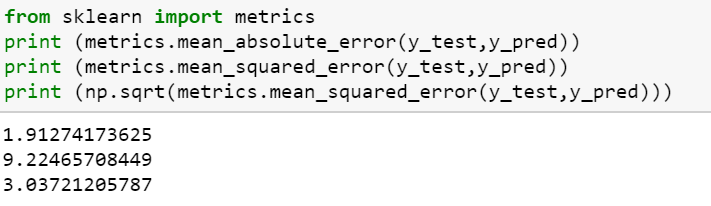 from sklearn import metrics
print (metrics.mean_absolute_error(y_test,y_pred))
print (metrics.mean_squared_error(y_test,y_pred))
print (np.sqrt(metrics.mean_squared_error(y_test,y_pred)))
1.91274173625
9.22465708449
3.03721205787